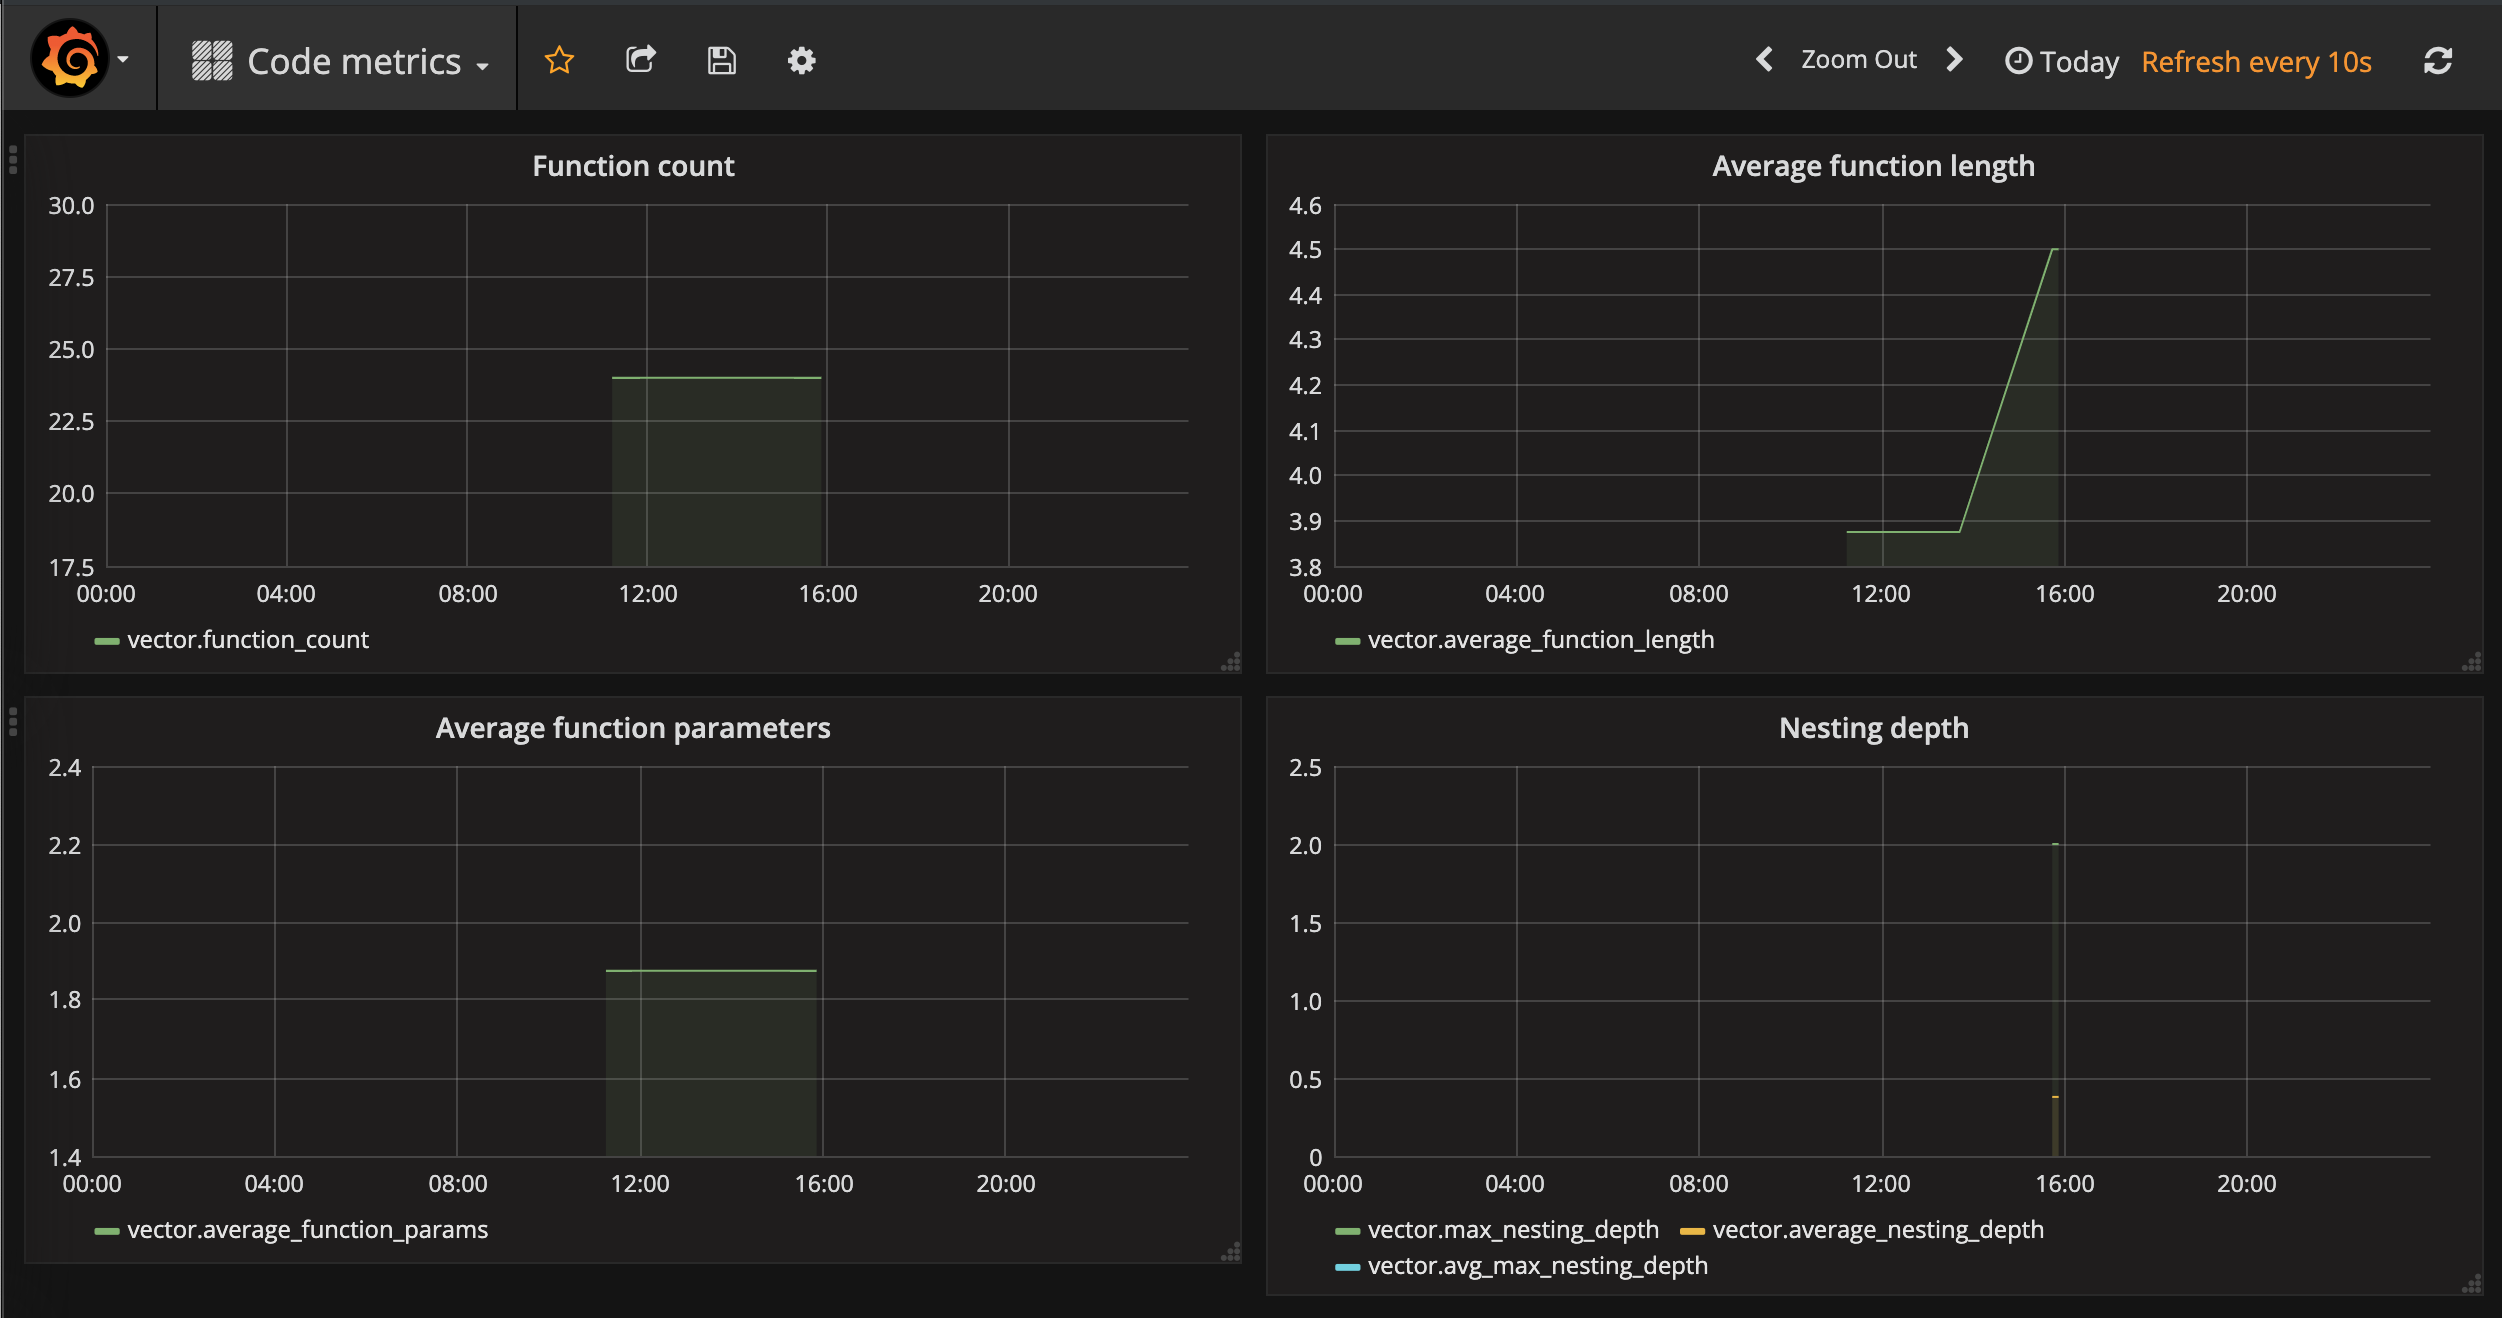 Code metrics
Zoom Out
Today
Refresh every 10s
Function count
30.0
27.5
25.0
22.5
20.0
17.5
00:00 04:00 08:00 12:00 16:00 20:00
vector.function_count
Average function length
4.6
4.5
4.4
4.3
4.2
4.1
4.0
3.9
3.8
00:00 04:00 08:00 12:00 16:00 20:00
vector.average_function_length
Average function parameters
2.4
2.2
2.0
1.8
1.6
1.4
00:00 04:00 08:00 12:00 16:00 20:00
vector.average_function_params
Nesting depth
2.5
2.0
1.5
1.0
0.5
0
00:00 04:00 08:00 12:00 16:00 20:00
vector.max_nesting_depth vector.average_nesting_depth
vector.avg_max_nesting_depth